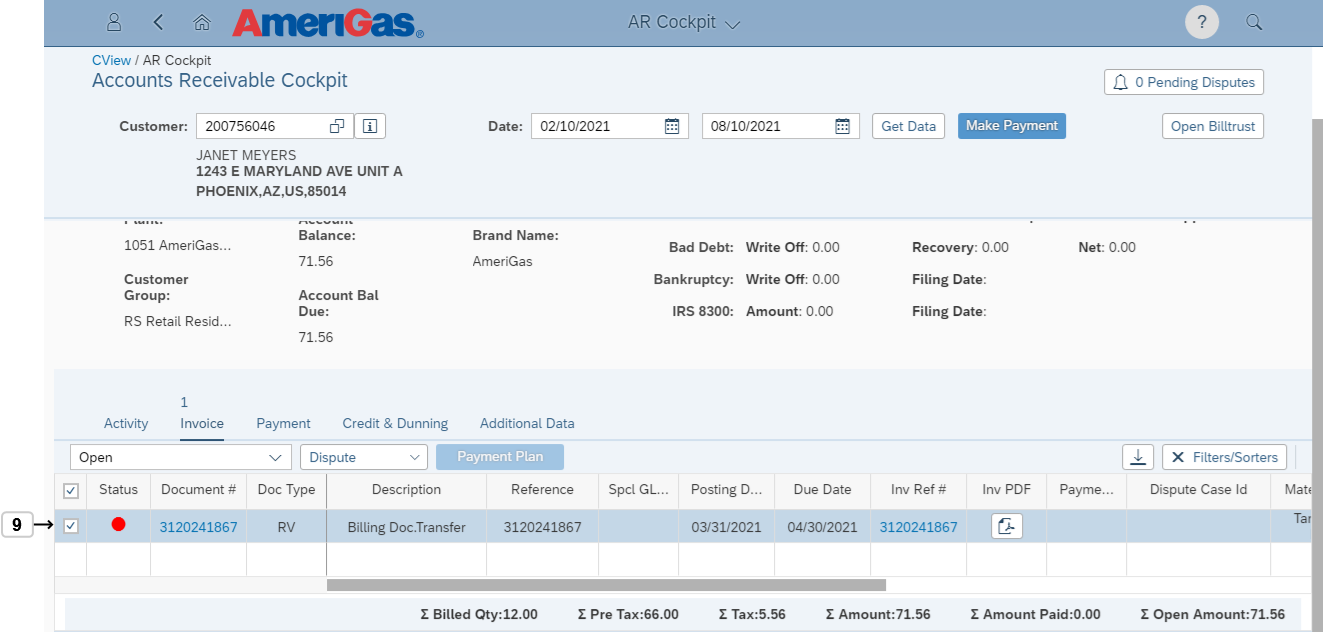 AmeriGas®
AR Cockpit
?
CView / AR Cockpit
Accounts Receivable Cockpit
0 Pending Disputes
Customer: 200756046
Date: 02/10/2021 08/10/2021 Get Data Make Payment Open Billtrust
JANET MEYERS
1243 E MARYLAND AVE UNIT A
PHOENIX,AZ,US,85014
Plant:
1051 AmeriGas...
Customer
Group:
RS Retail Resid...
Account
Balance:
71.56
Account Bal
Due:
71.56
Brand Name:
AmeriGas
Bad Debt: Write Off: 0.00 Recovery: 0.00 Net: 0.00
Bankruptcy: Write Off: 0.00 Filing Date:
IRS 8300: Amount: 0.00 Filing Date:
1
Activity Invoice Payment Credit & Dunning Additional Data
Open Dispute Payment Plan Filters/Sorters
Status Document # Doc Type Description Reference Spcl GL... Posting D... Due Date Inv Ref # Inv PDF Payme... Dispute Case Id Mate
9 3120241867 RV Billing Doc.Transfer 3120241867 03/31/2021 04/30/2021 3120241867 Tar
Σ Billed Qty:12.00 Σ Pre Tax:66.00 Σ Tax:5.56 Σ Amount:71.56 Σ Amount Paid:0.00 Σ Open Amount:71.56